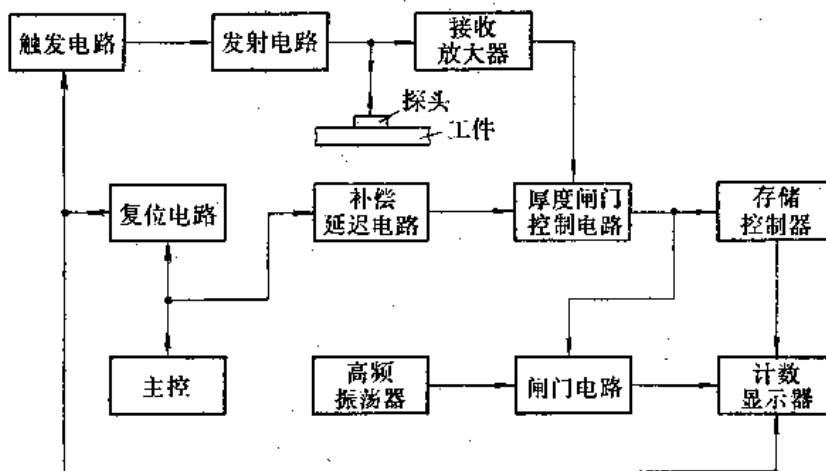 触发电路
发射电路
接收
放大器
探头
工件
复位电路
补偿
延迟电路
厚度闸门
控制电路
存储
控制器
主控
高频
振荡器
闸门电路
计数
显示器